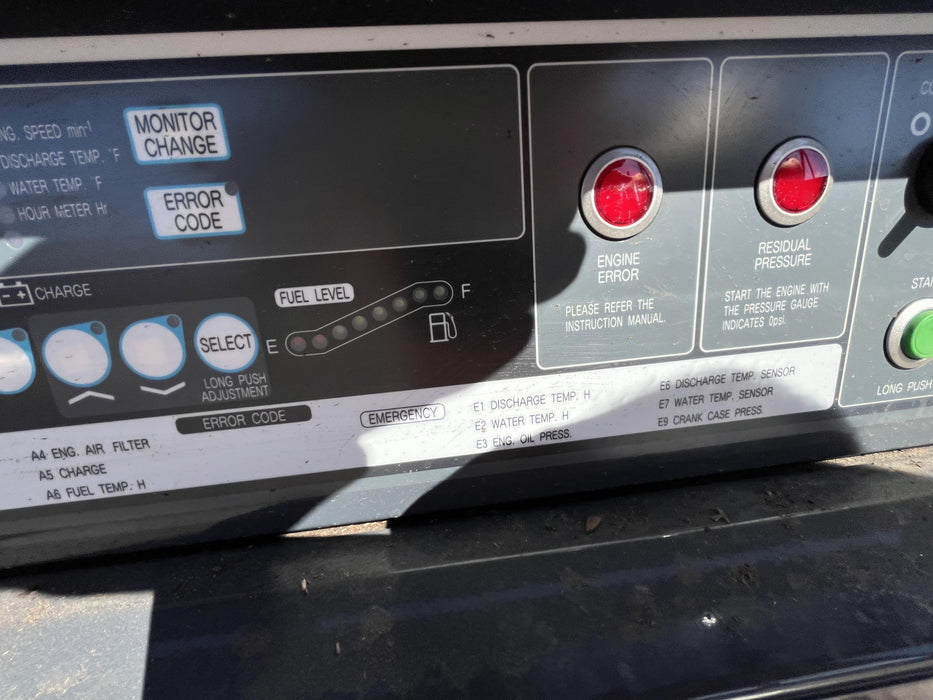 NG. SPEED min-1
DISCHARGE TEMP. °F
WATER TEMP. °F
HOUR METER Hr
MONITOR
CHANGE
ERROR
CODE
CHARGE
SELECT
LONG PUSH
ADJUSTMENT
FUEL LEVEL
E
F
ENGINE
ERROR
PLEASE REFER THE
INSTRUCTION MANUAL.
RESIDUAL
PRESSURE
START THE ENGINE WITH
THE PRESSURE GAUGE
INDICATES 0psi.
CO
STAR
LONG PUSH
ERROR CODE
A4 ENG. AIR FILTER
A5 CHARGE
A6 FUEL TEMP. H
EMERGENCY
E1 DISCHARGE TEMP. H
E2 WATER TEMP. H
E3 ENG. OIL PRESS.
E6 DISCHARGE TEMP. SENSOR
E7 WATER TEMP. SENSOR
E9 CRANK CASE PRESS.